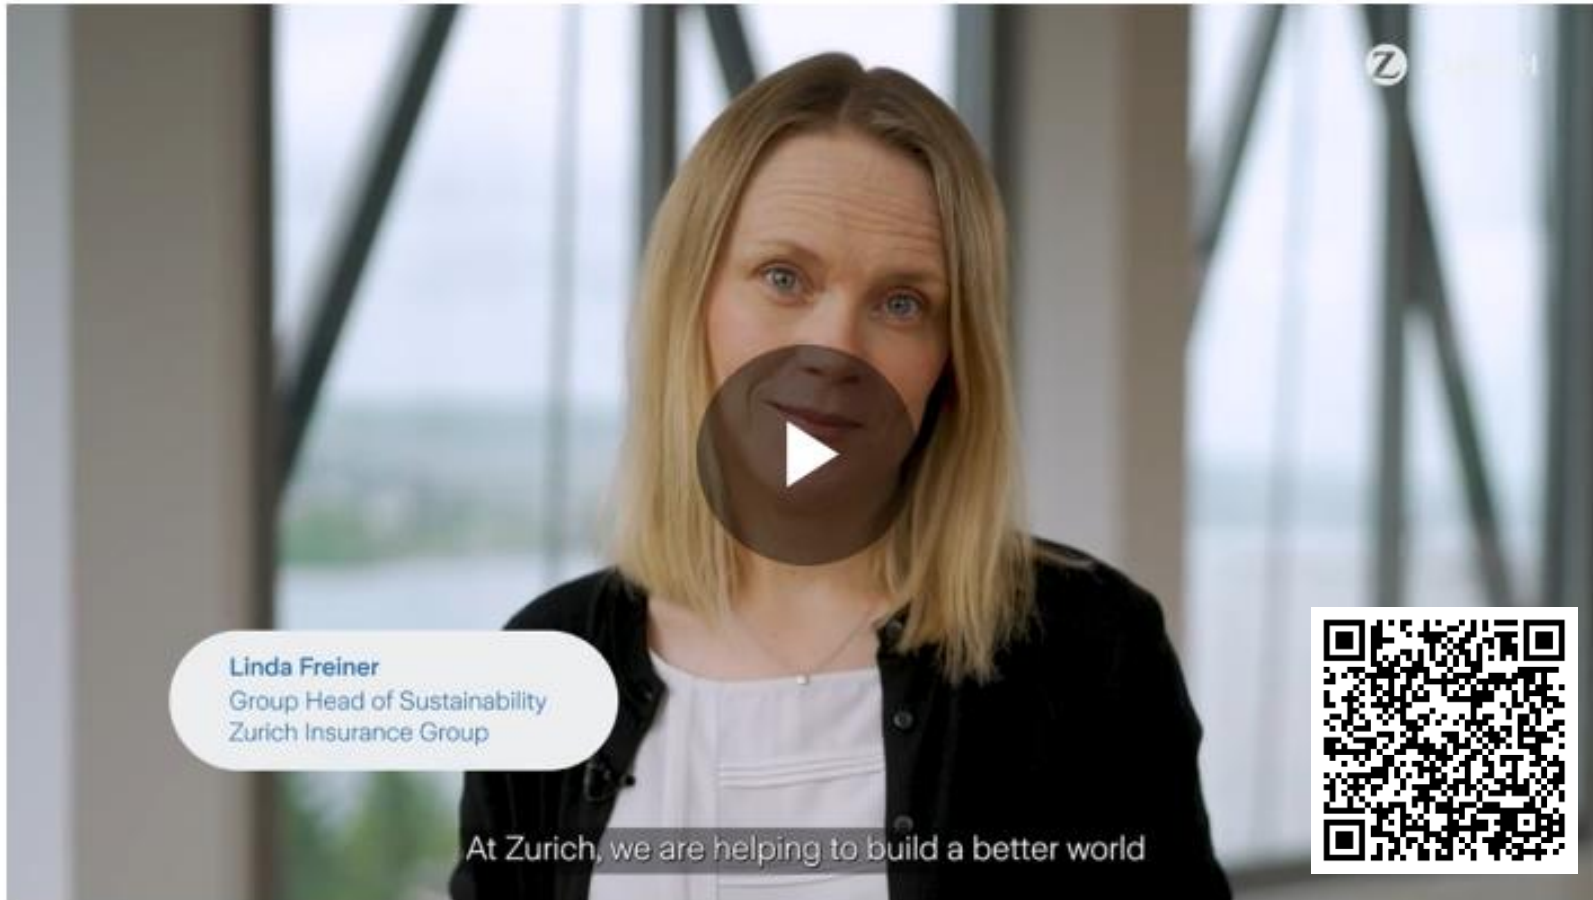 Z
Linda Freiner
Group Head of Sustainability
Zurich Insurance Group
At Zurich, we are helping to build a better world